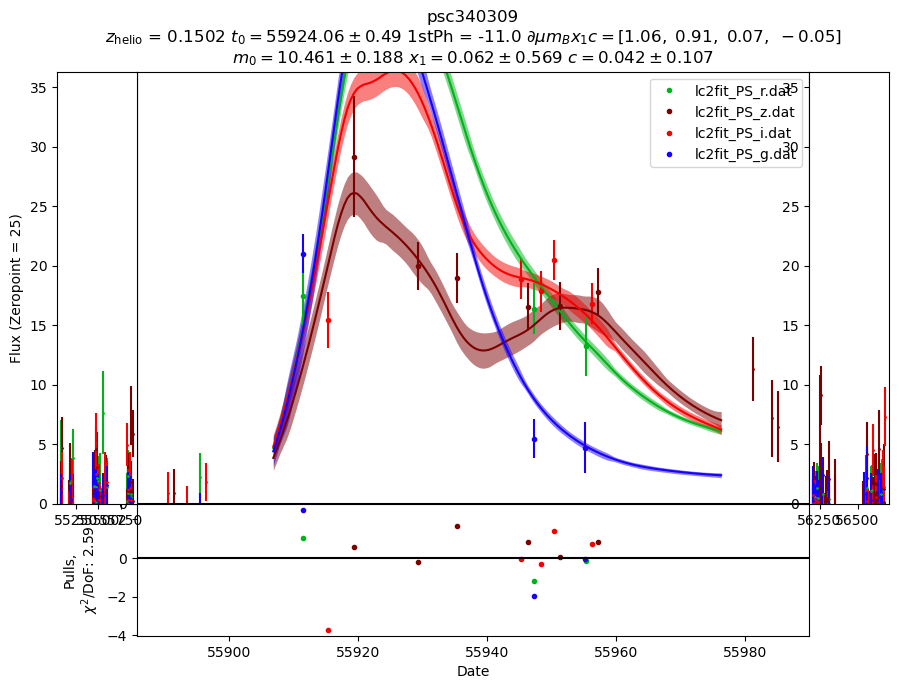 psc340309
z_helio = 0.1502 t_0 = 55924.06 ± 0.49 1stPh = -11.0 ∂μm_Bx_1c = [1.06, 0.91, 0.07, −0.05]
m_0 = 10.461 ± 0.188 x_1 = 0.062 ± 0.569 c = 0.042 ± 0.107
lc2fit_PS_r.dat
lc2fit_PS_z.dat
lc2fit_PS_i.dat
lc2fit_PS_g.dat
Flux (Zeropoint = 25)
35
30
25
20
15
10
5
0
35
30
25
20
15
10
5
0
56250 56500
Pulls,
χ²/DoF: 2.59
0
−2
−4
55900 55920 55940 55960 55980
Date